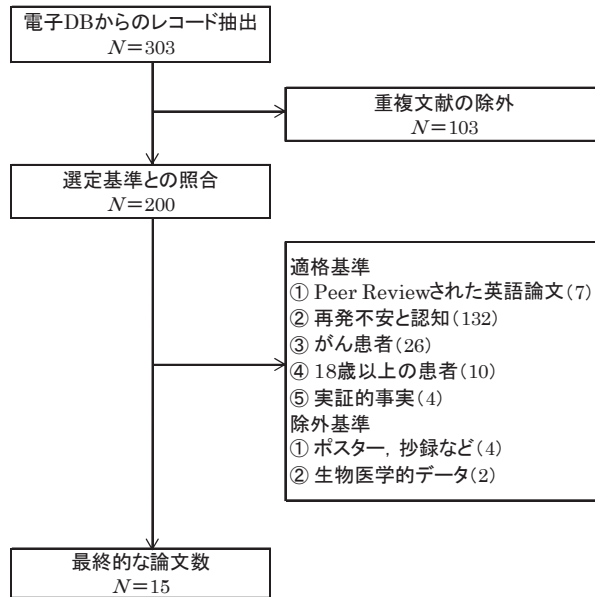 電子DBからのレコード抽出
N=303
重複文献の除外
N=103
選定基準との照合
N=200
適格基準
① Peer Reviewされた英語論文(7)
② 再発不安と認知(132)
③ がん患者(26)
④ 18歳以上の患者(10)
⑤ 実証的事実(4)
除外基準
① ポスター, 抄録など(4)
② 生物医学的データ(2)
最終的な論文数
N=15